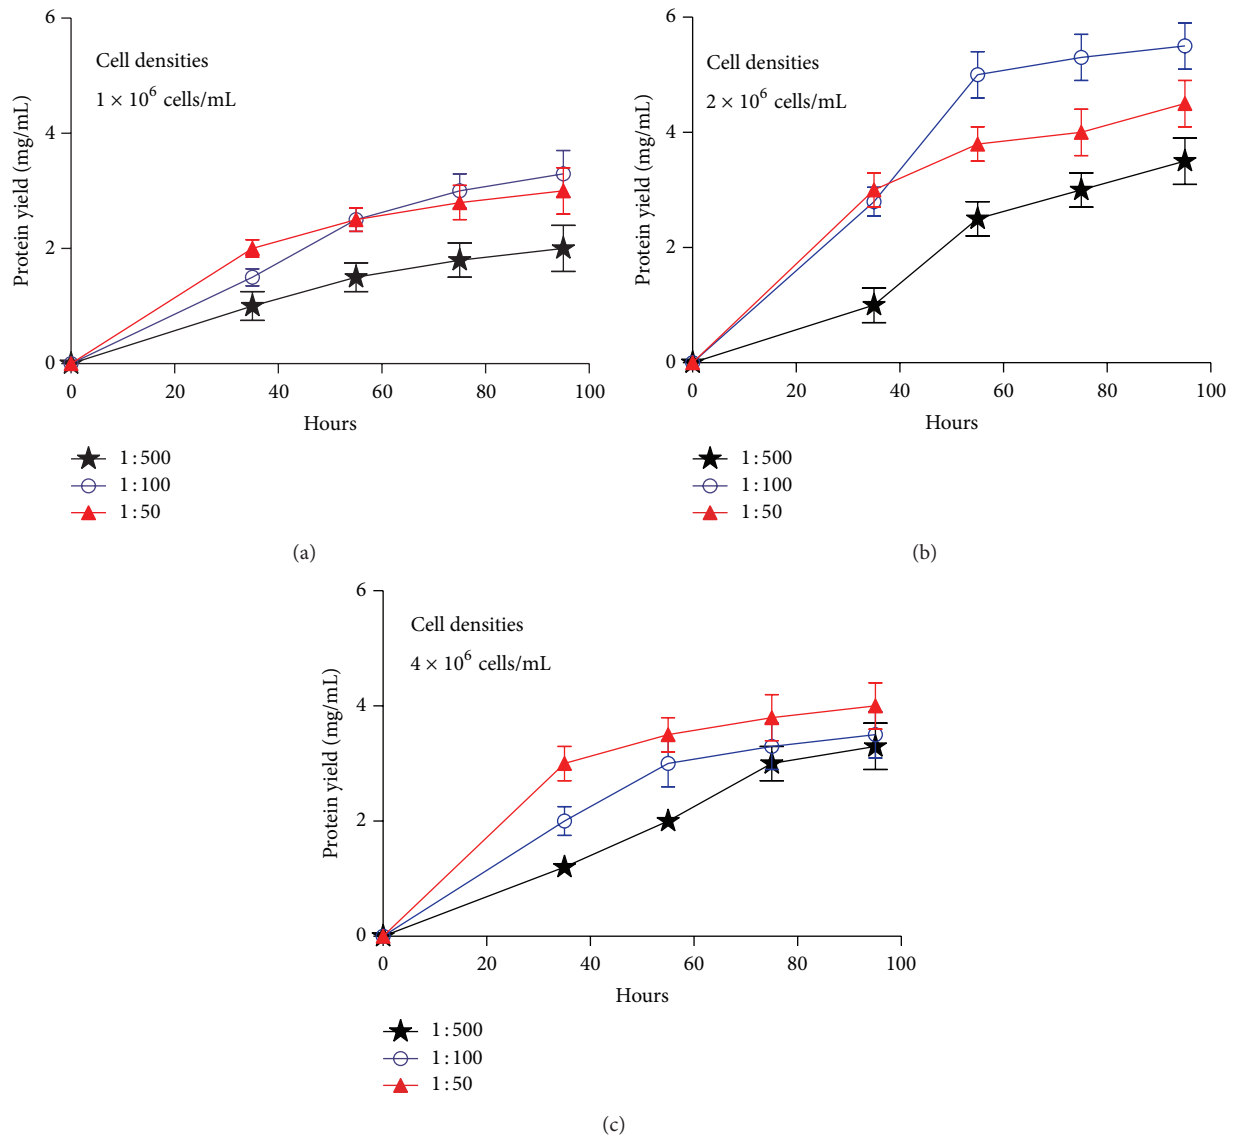 6
4
2
0
Protein yield (mg/mL)
Cell densities
1 × 10⁶ cells/mL
0 20 40 60 80 100
Hours
1 : 500
1 : 100
1 : 50
(a)
6
4
2
0
Protein yield (mg/mL)
Cell densities
2 × 10⁶ cells/mL
0 20 40 60 80 100
Hours
1 : 500
1 : 100
1 : 50
(b)
6
4
2
0
Protein yield (mg/mL)
Cell densities
4 × 10⁶ cells/mL
0 20 40 60 80 100
Hours
1 : 500
1 : 100
1 : 50
(c)